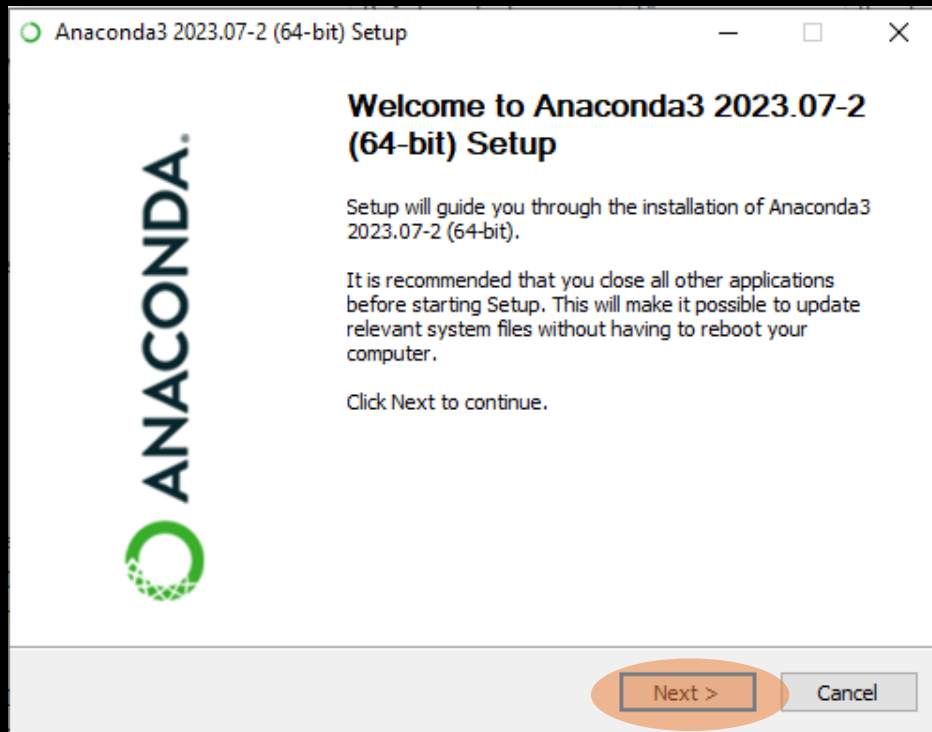 Anaconda3 2023.07-2 (64-bit) Setup
Welcome to Anaconda3 2023.07-2
(64-bit) Setup
Setup will guide you through the installation of Anaconda3
2023.07-2 (64-bit).
It is recommended that you close all other applications
before starting Setup. This will make it possible to update
relevant system files without having to reboot your
computer.
Click Next to continue.
ANACONDA.
Next >
Cancel